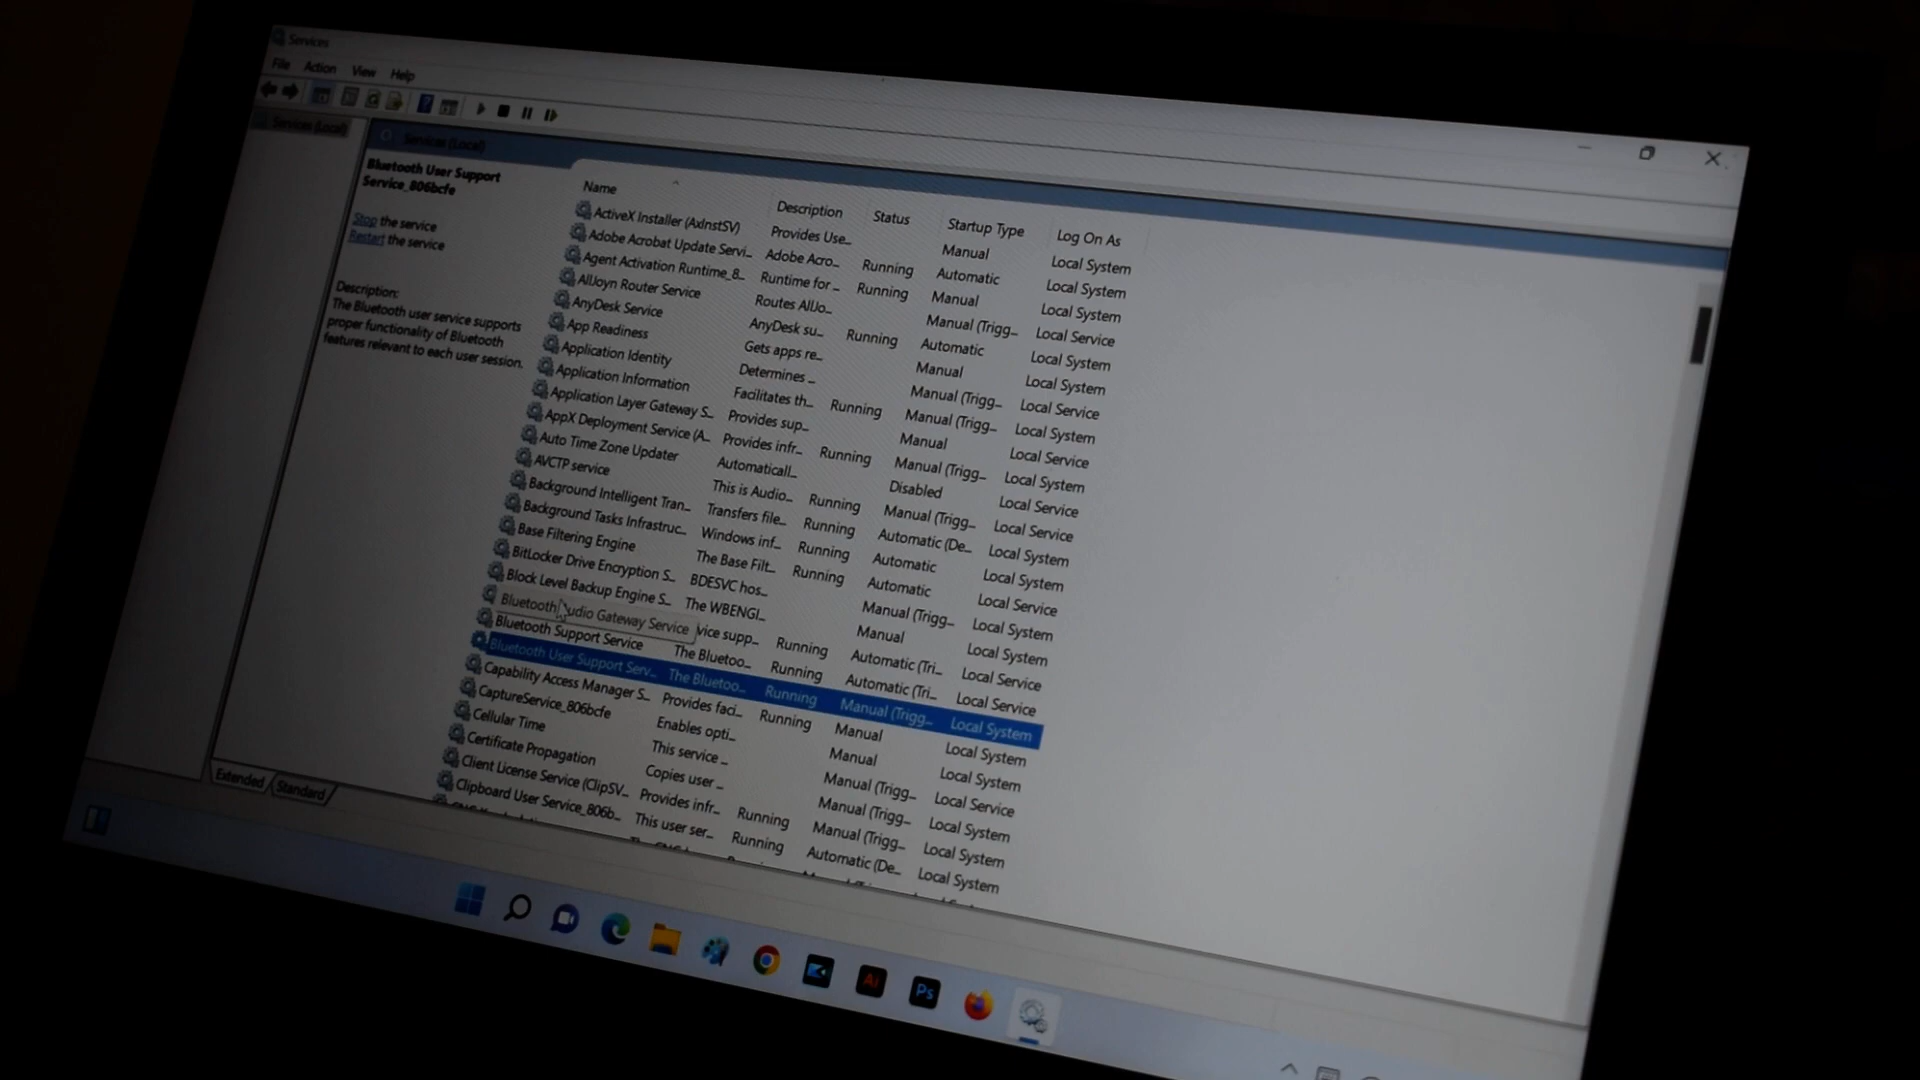 Services
File Action View Help
Services (Local)
Services (Local)
Bluetooth User Support
Service_806bcfe
Stop the service
Restart the service
Description:
The Bluetooth user service supports
proper functionality of Bluetooth
features relevant to each user session.
Name Description Status Startup Type Log On As
ActiveX Installer (AxInstSV) Provides Use... Manual Local System
Adobe Acrobat Update Servi... Adobe Acro... Running Automatic Local System
Agent Activation Runtime_8... Runtime for ... Running Manual Local System
AllJoyn Router Service Routes AllJo... Manual (Trigg... Local Service
AnyDesk Service AnyDesk su... Running Automatic Local System
App Readiness Gets apps re... Manual Local System
Application Identity Determines ... Manual (Trigg... Local Service
Application Information Facilitates th... Running Manual (Trigg... Local System
Application Layer Gateway S... Provides sup... Manual Local Service
AppX Deployment Service (A... Provides infr... Running Manual (Trigg... Local System
Auto Time Zone Updater Automaticall... Disabled Local Service
AVCTP service This is Audio... Running Manual (Trigg... Local Service
Background Intelligent Tran... Transfers file... Running Automatic (De... Local System
Background Tasks Infrastruc... Windows inf... Running Automatic Local System
Base Filtering Engine The Base Filt... Running Automatic Local Service
BitLocker Drive Encryption S... BDESVC hos... Manual (Trigg... Local System
Block Level Backup Engine S... The WBENGI... Manual Local System
Bluetooth Audio Gateway Service vice supp... Running Automatic (Tri... Local Service
Bluetooth Support Service The Bluetoo... Running Automatic (Tri... Local Service
Bluetooth User Support Serv... The Bluetoo... Running Manual (Trigg... Local System
Capability Access Manager S... Provides faci... Running Manual Local System
CaptureService_806bcfe Enables opti... Manual Local System
Cellular Time This service ... Manual (Trigg... Local Service
Certificate Propagation Copies user ... Manual (Trigg... Local System
Client License Service (ClipSV... Provides infr... Running Manual (Trigg... Local System
Clipboard User Service_806b... This user ser... Running Automatic (De... Local System
Extended Standard
Ai
Ps